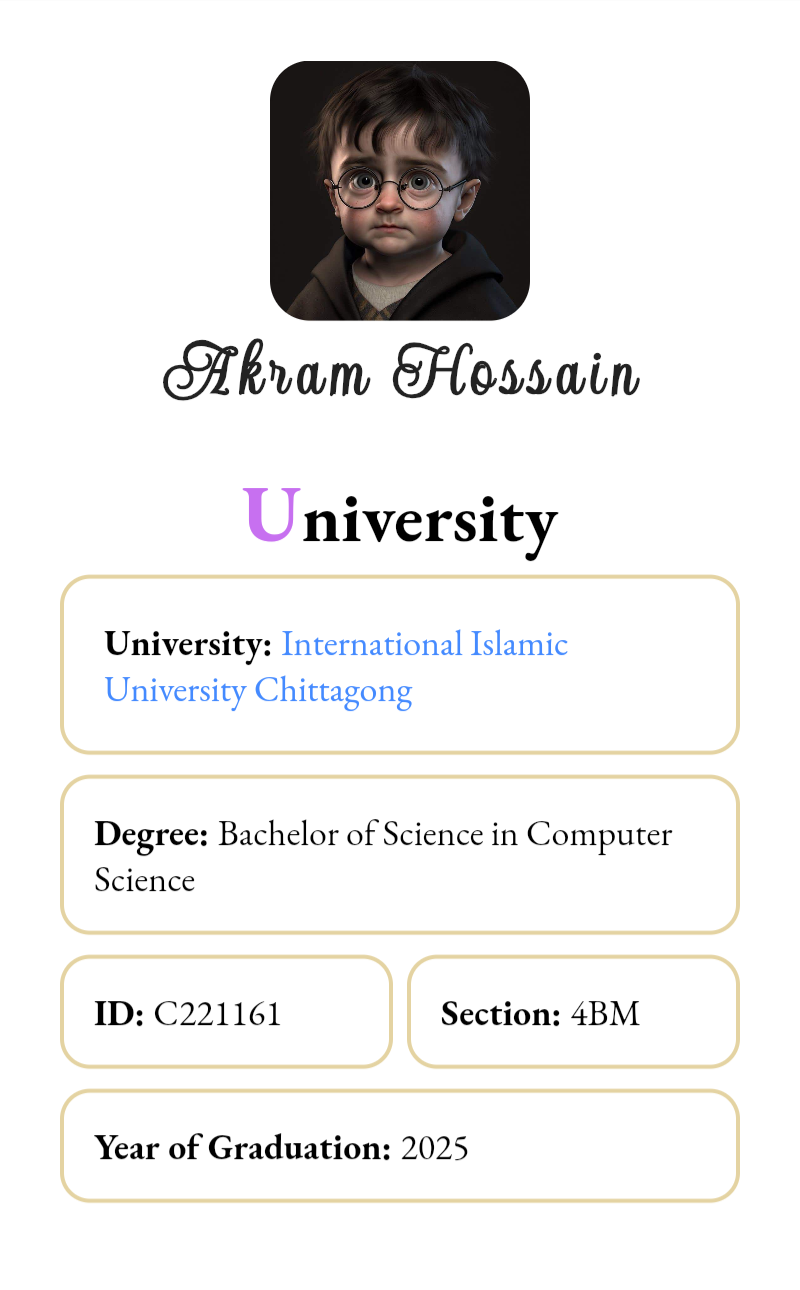 Akram Hossain
University
University: International Islamic
University Chittagong
Degree: Bachelor of Science in Computer
Science
ID: C221161
Section: 4BM
Year of Graduation: 2025